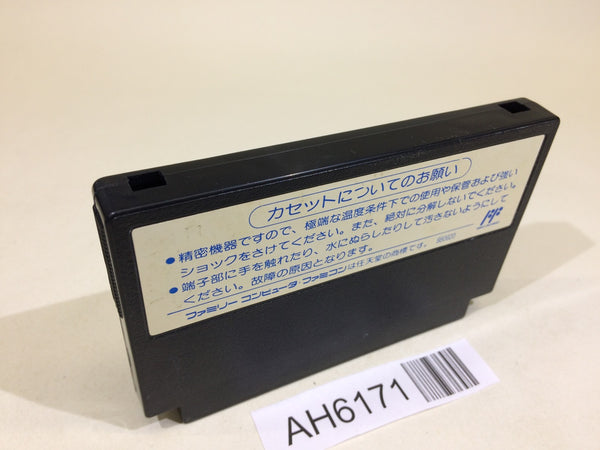 カセットについてのお願い
●精密機器ですので、極端な温度条件下での使用や保管および強い
ショックをさけてください。また、絶対に分解しないでください。
●端子部に手を触れたり、水にぬらしたりして汚さないようにして
ください。故障の原因となります。
ファミリーコンピュータ・ファミコンは任天堂の商標です。
AH6171